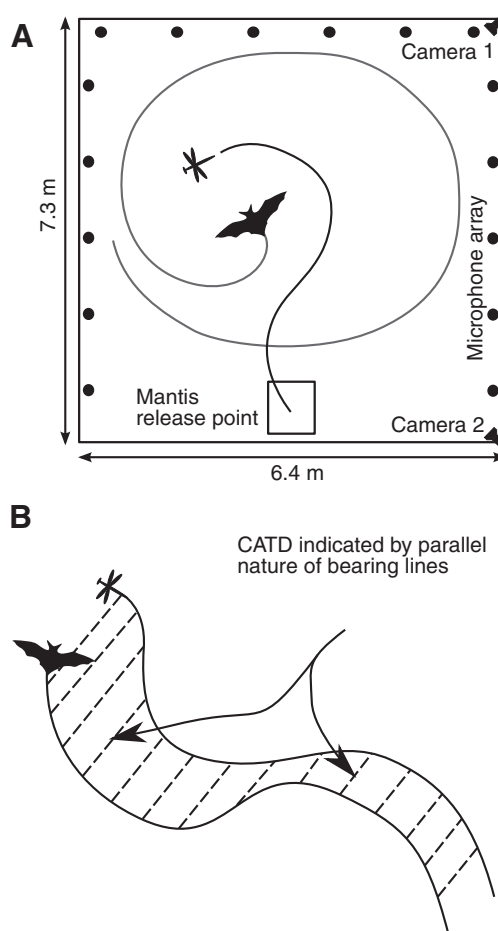 A
Camera 1
7.3 m
Microphone array
Mantis
release point
Camera 2
6.4 m
B
CATD indicated by parallel
nature of bearing lines